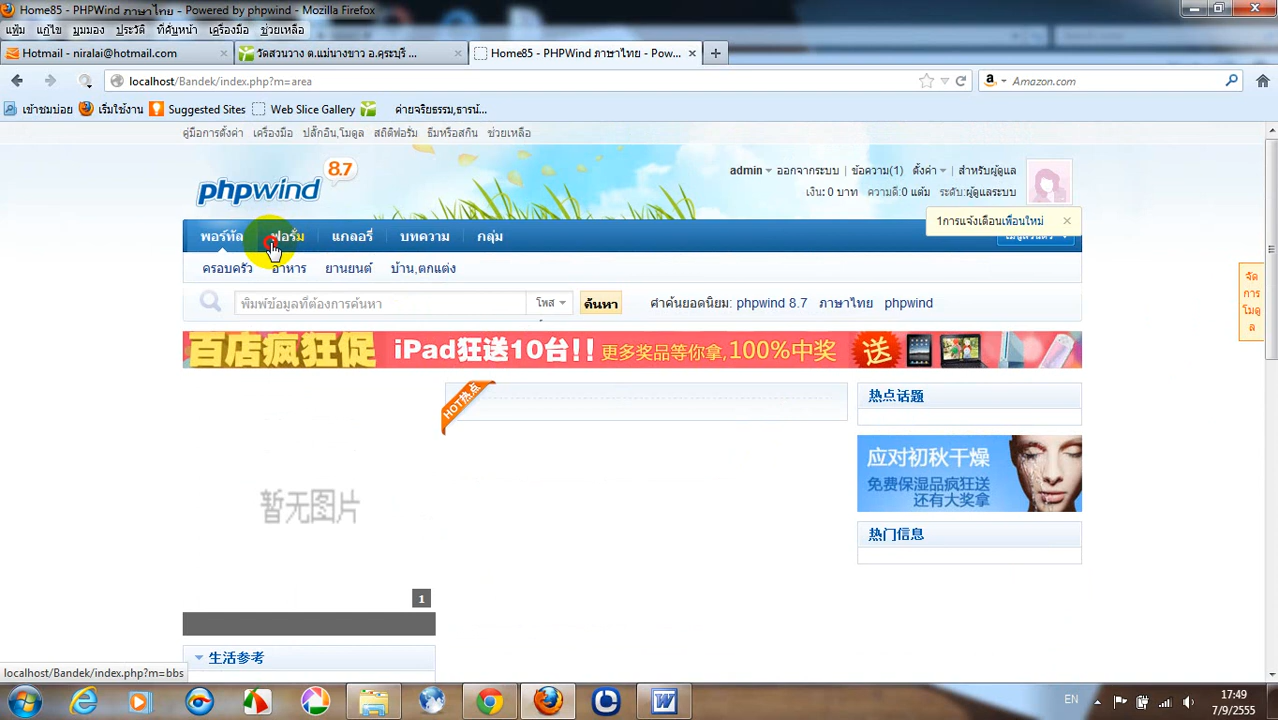 Home85 - PHPWind ภาษาไทย - Powered by phpwind - Mozilla Firefox
แฟ้ม แก้ไข มุมมอง ประวัติ ที่คั่นหน้า เครื่องมือ ช่วยเหลือ
Hotmail - niralai@hotmail.com
วัดสวนวาง ต.แม่นางขาว อ.คุระบุรี ...
Home85 - PHPWind ภาษาไทย - Pow...
localhost/Bandek/index.php?m=area
Amazon.com
เข้าชมบ่อย เริ่มใช้งาน Suggested Sites Web Slice Gallery ค่ายจริยธรรม,ธารน้...
คู่มือการตั้งค่า เครื่องมือ ปลั๊กอิน,โมดูล สถิติฟอรั่ม ธีมหรือสกิน ช่วยเหลือ
phpwind 8.7
admin ออกจากระบบ | ข้อความ(1) | ตั้งค่า | สำหรับผู้ดูแล
เงิน: 0 บาท ความดี:0 แต้ม ระดับ:ผู้ดูแลระบบ
1การแจ้งเตือนเพื่อนใหม่
พอร์ทัล ฟอรั่ม แกลอรี่ บทความ กลุ่ม
ครอบครัว อาหาร ยานยนต์ บ้าน,ตกแต่ง
พิมพ์ข้อมูลที่ต้องการค้นหา โพส ค้นหา คำค้นยอดนิยม: phpwind 8.7 ภาษาไทย phpwind
จัดการโมดูล
百店疯狂促 iPad狂送10台!! 更多奖品等你拿,100%中奖 送
HOT热点
热点话题
应对初秋干燥
免费保湿品疯狂送
还有大奖拿
暂无图片
热门信息
1
生活参考
localhost/Bandek/index.php?m=bbs
EN
17:49
7/9/2555